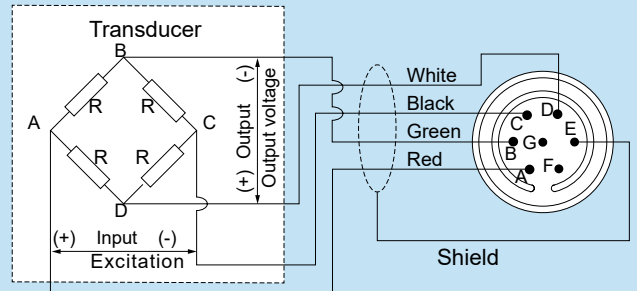 Transducer
B
A
C
D
R
R
R
R
(-)
Output
(+)
Output voltage
(+) Input (-)
Excitation
White
Black
Green
Red
Shield
C
D
E
B
G
A
F